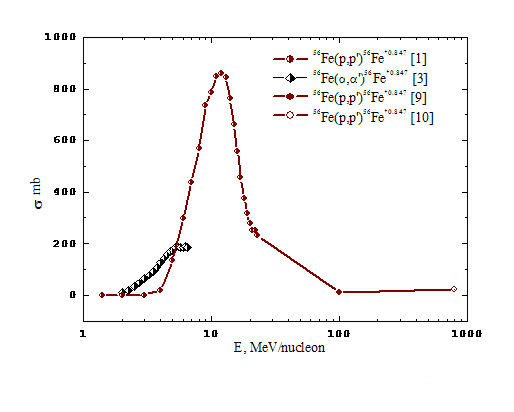 1000
800
600
400
200
0
σ mb
⁵⁶Fe(p,p')⁵⁶Fe*⁰·⁸⁴⁷ [1]
⁵⁶Fe(α,α')⁵⁶Fe*⁰·⁸⁴⁷ [3]
⁵⁶Fe(p,p')⁵⁶Fe*⁰·⁸⁴⁷ [9]
⁵⁶Fe(p,p')⁵⁶Fe*⁰·⁸⁴⁷ [10]
1 10 100 1000
E, MeV/nucleon